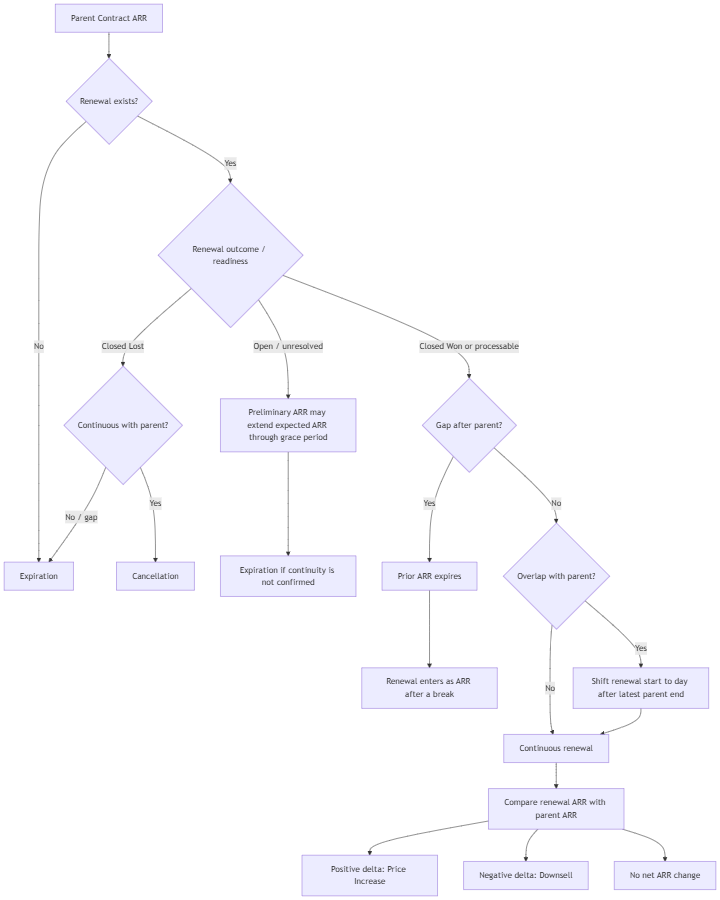 Parent Contract ARR
Renewal exists?
Yes
Renewal outcome /
readiness
No
Closed Lost
Open / unresolved
Closed Won or processable
Continuous with parent?
Preliminary ARR may
extend expected ARR
through grace period
Gap after parent?
No / gap
Yes
Yes
No
Expiration
Cancellation
Expiration if continuity is
not confirmed
Prior ARR expires
Overlap with parent?
Yes
Renewal enters as ARR
after a break
No
Shift renewal start to day
after latest parent end
Continuous renewal
Compare renewal ARR with
parent ARR
Positive delta: Price
Increase
Negative delta: Downsell
No net ARR change